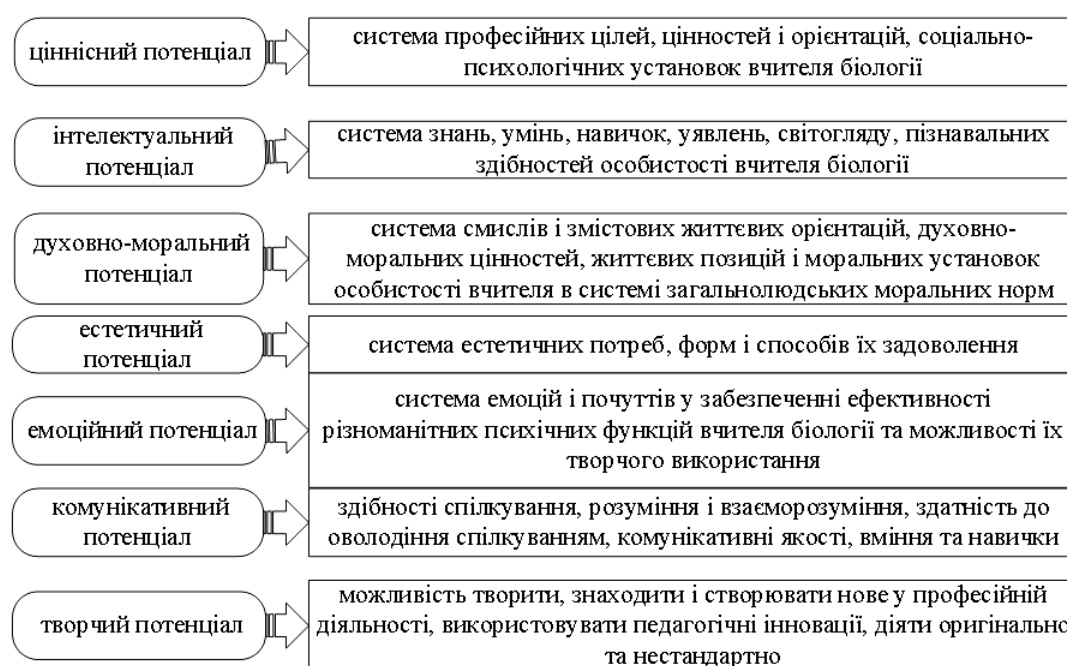 ціннісний потенціал
система професійних цілей, цінностей і орієнтацій, соціально-
психологічних установок вчителя біології
інтелектуальний
потенціал
система знань, умінь, навичок, уявлень, світогляду, пізнавальних
здібностей особистості вчителя біології
духовно-моральний
потенціал
система смислів і змістових життєвих орієнтацій, духовно-
моральних цінностей, життєвих позицій і моральних установок
особистості вчителя в системі загальнолюдських моральних норм
естетичний
потенціал
система естетичних потреб, форм і способів їх задоволення
емоційний потенціал
система емоцій і почуттів у забезпеченні ефективності
різноманітних психічних функцій вчителя біології та можливості їх
творчого використання
комунікативний
потенціал
здібності спілкування, розуміння і взаєморозуміння, здатність до
оволодіння спілкуванням, комунікативні якості, вміння та навички
творчий потенціал
можливість творити, знаходити і створювати нове у професійній
діяльності, використовувати педагогічні інновації, діяти оригінально
та нестандартно